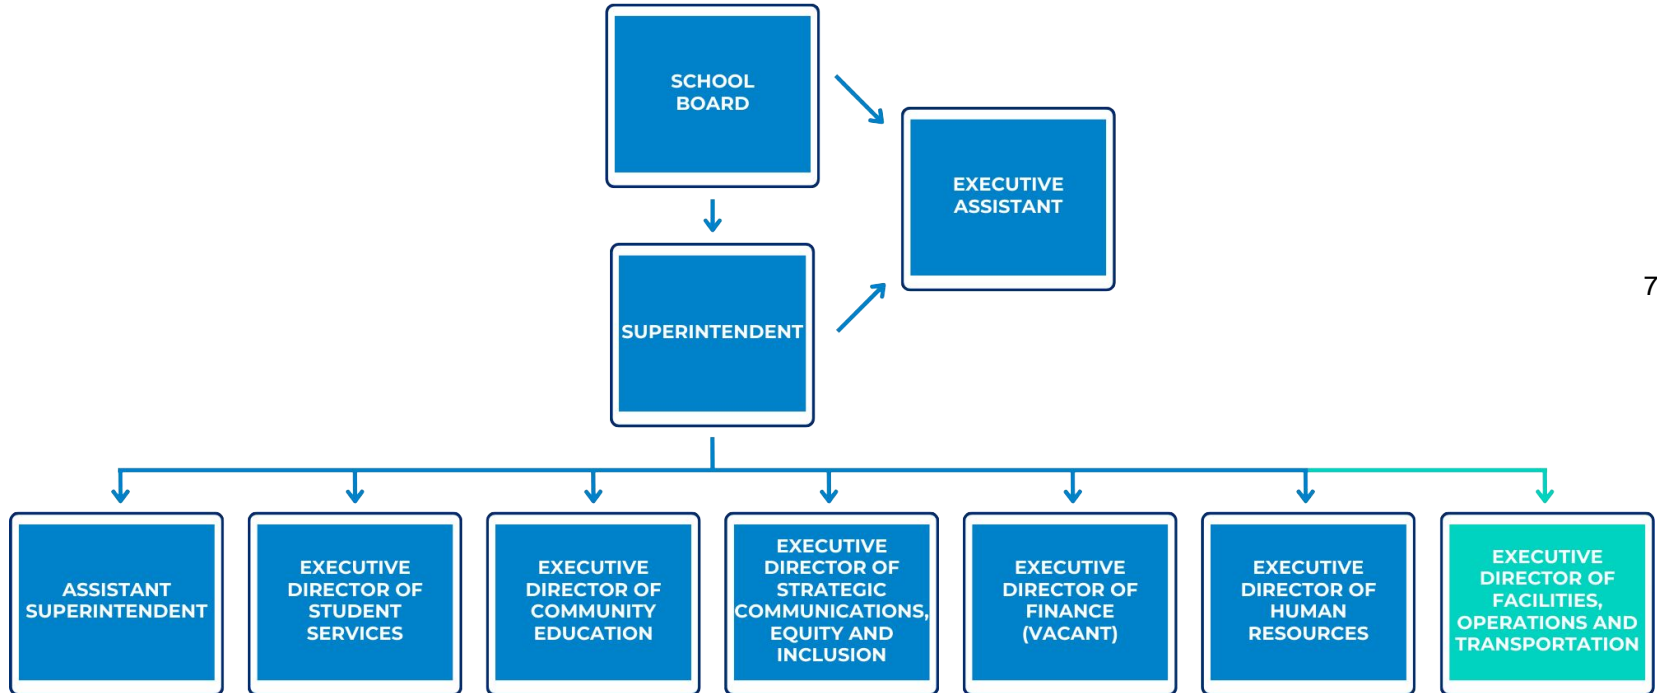 SCHOOL
BOARD
EXECUTIVE
ASSISTANT
7
SUPERINTENDENT
ASSISTANT
SUPERINTENDENT
EXECUTIVE
DIRECTOR OF
STUDENT
SERVICES
EXECUTIVE
DIRECTOR OF
COMMUNITY
EDUCATION
EXECUTIVE
DIRECTOR OF
STRATEGIC
COMMUNICATIONS,
EQUITY AND
INCLUSION
EXECUTIVE
DIRECTOR OF
FINANCE
(VACANT)
EXECUTIVE
DIRECTOR OF
HUMAN
RESOURCES
EXECUTIVE
DIRECTOR OF
FACILITIES,
OPERATIONS AND
TRANSPORTATION